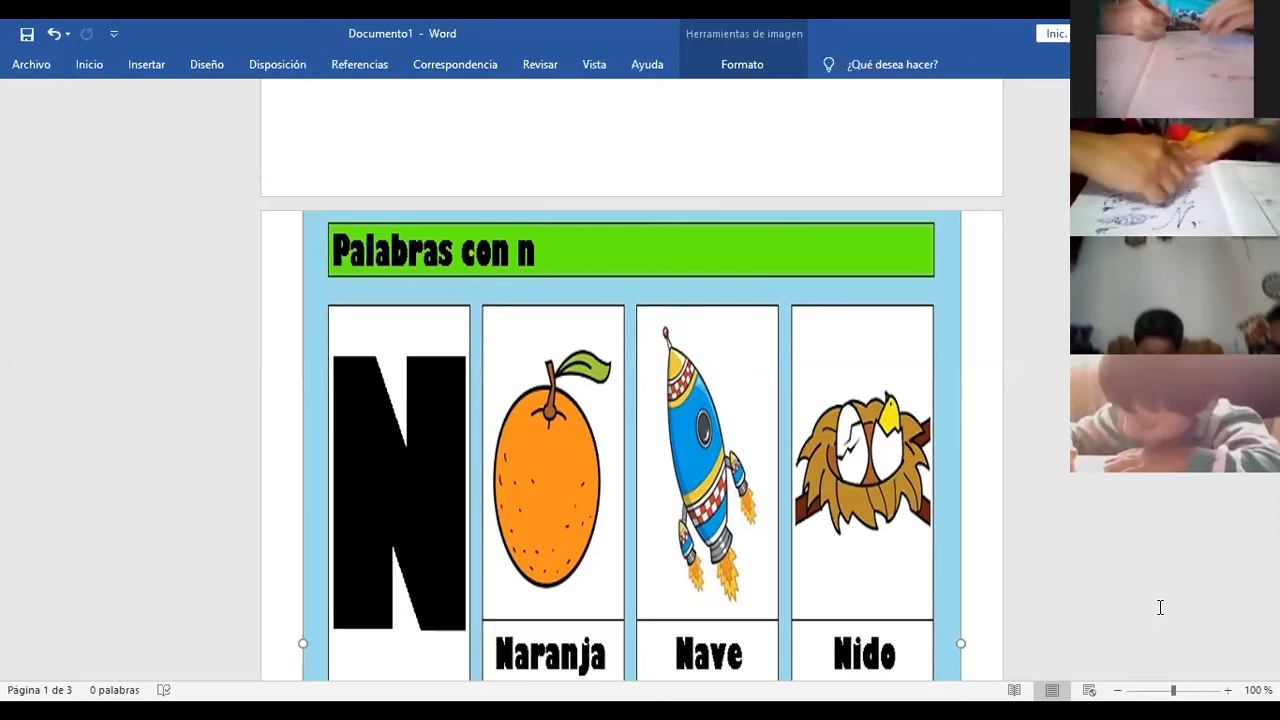 Documento1 - Word
Herramientas de imagen
Inic.
Archivo Inicio Insertar Diseño Disposición Referencias Correspondencia Revisar Vista Ayuda Formato ¿Qué desea hacer?
Palabras con n
N
Naranja Nave Nido
Página 1 de 3 0 palabras 100 %